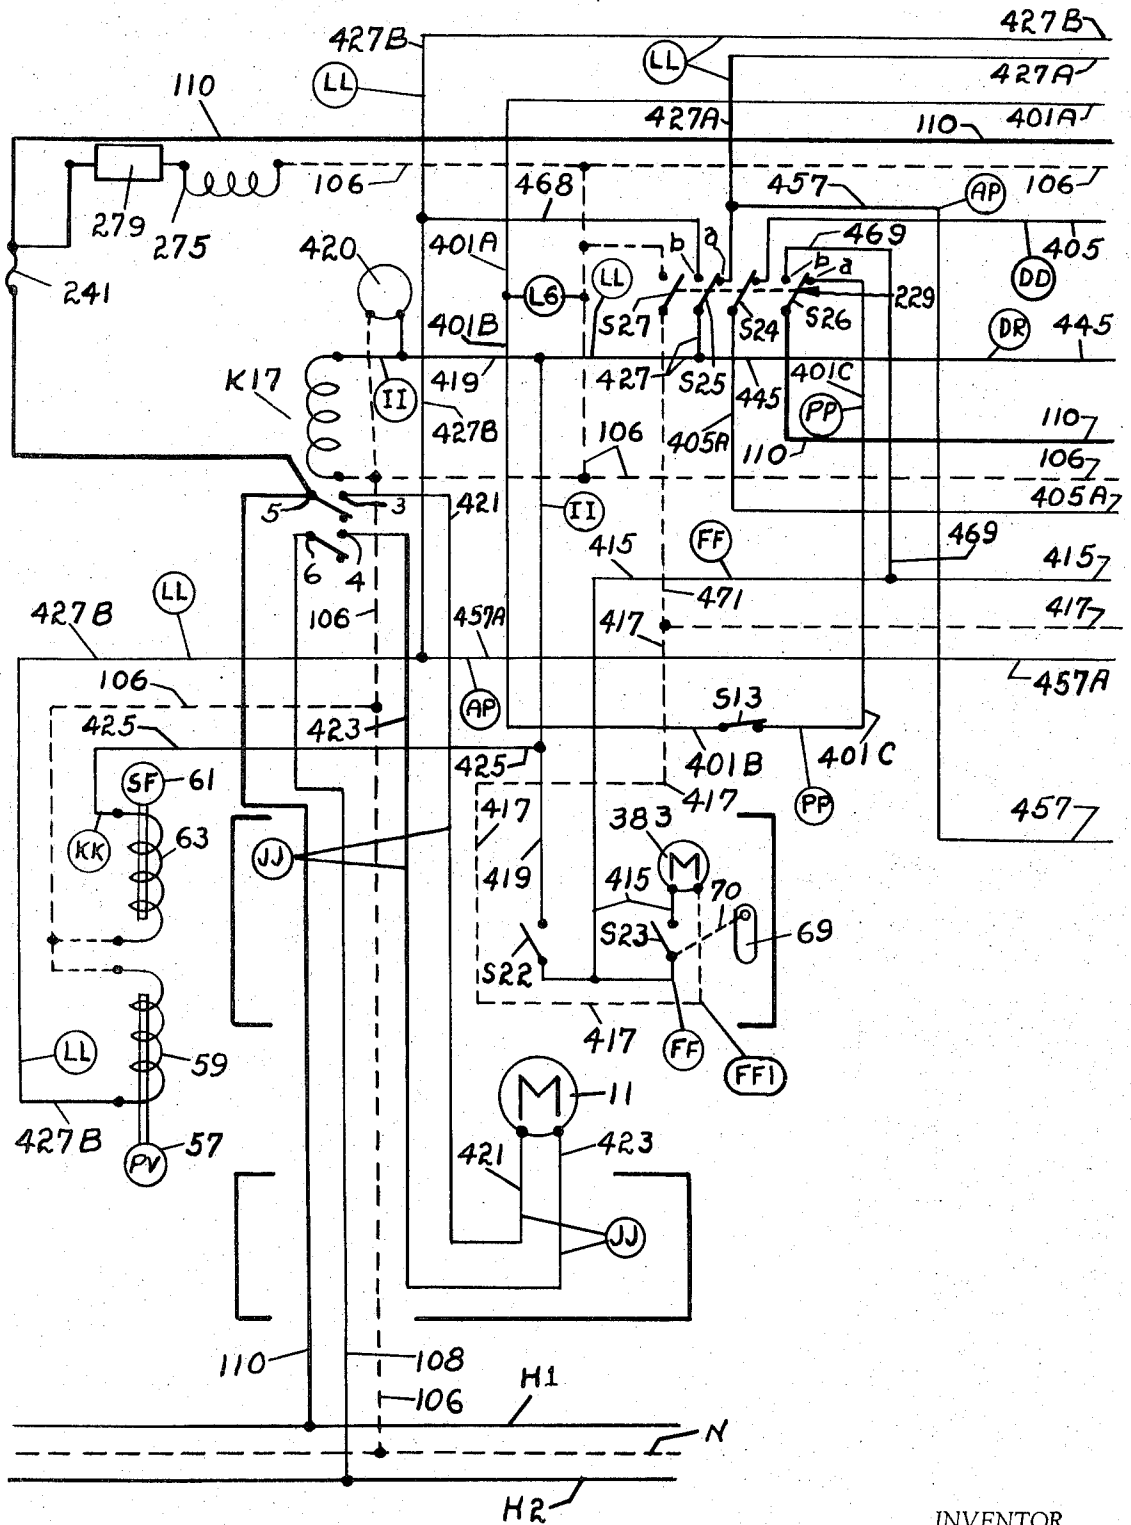 427B 427B
LL LL 427A
110 427A 110 401A
106 468 457 AP 106
279 275 420 401A b a 469 405
241 LL b a DD
L6 S27 S24 S26 229
401B DR 445
K17 II 419 427 S25 445 401C
427B 405A PP 110
106 110 106
5 3 421 II 405A
6 4 415 FF 469 415
LL 471
427B 106 457A 417 417
106 AP S13 457A
425 423 425 401B 401C
SF 61 417 417 PP 457
KK 63 JJ 383
419 415 70
S22 S23 69
LL 59 417 FF FF1
M
427B 57 M 11
PV 421 423
JJ
110 108 H1
106
N
H2
INVENTOR